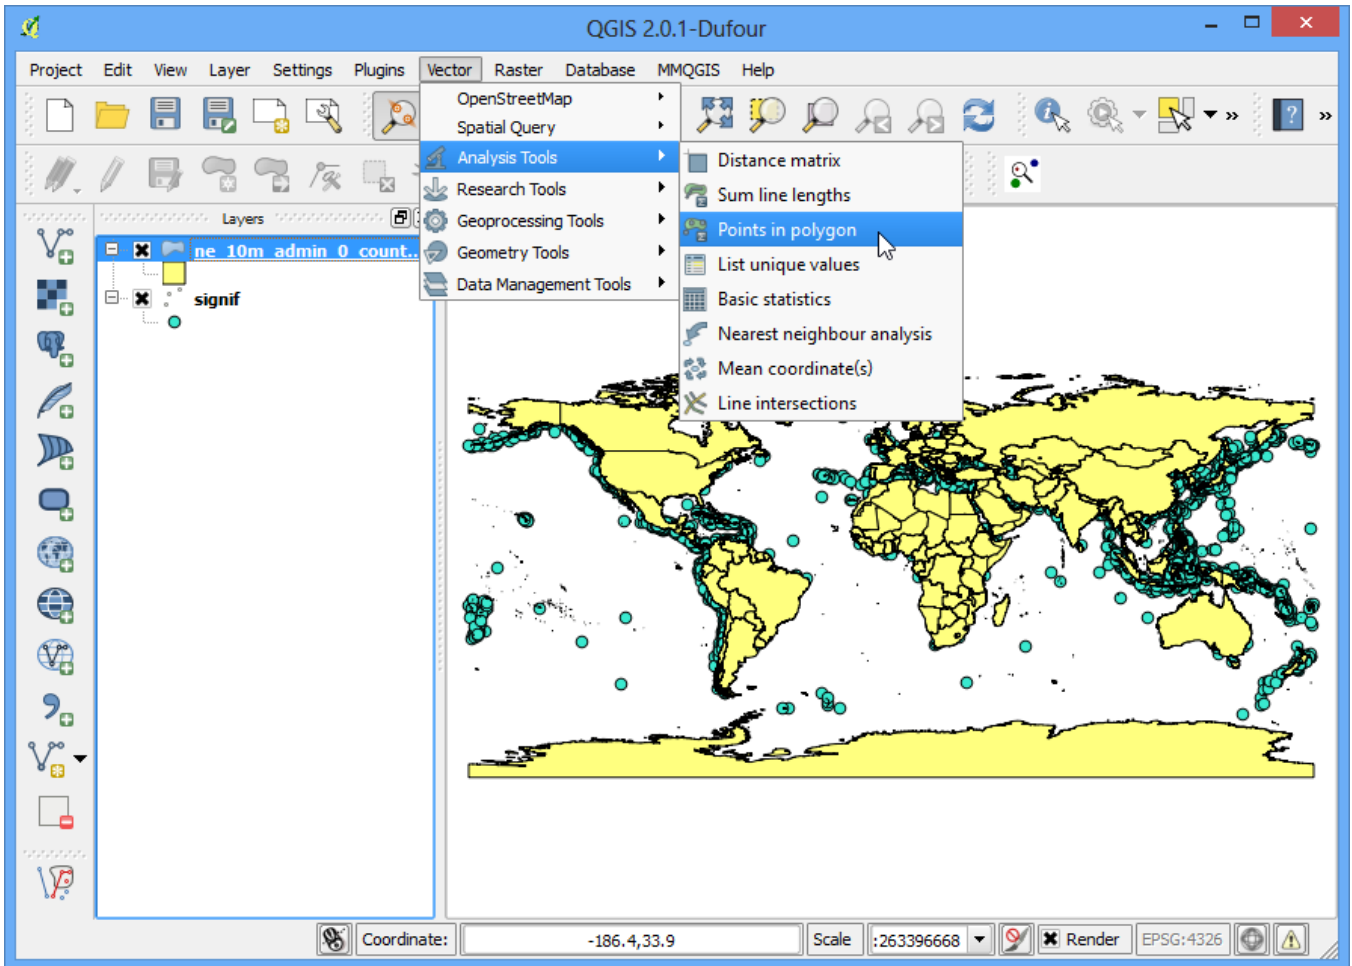 QGIS 2.0.1-Dufour
Project Edit View Layer Settings Plugins Vector Raster Database MMQGIS Help
OpenStreetMap
Spatial Query
Analysis Tools
Research Tools
Geoprocessing Tools
Geometry Tools
Data Management Tools
Distance matrix
Sum line lengths
Points in polygon
List unique values
Basic statistics
Nearest neighbour analysis
Mean coordinate(s)
Line intersections
Layers
ne_10m_admin_0_count...
signif
Coordinate: -186.4,33.9 Scale :263396668 Render EPSG:4326